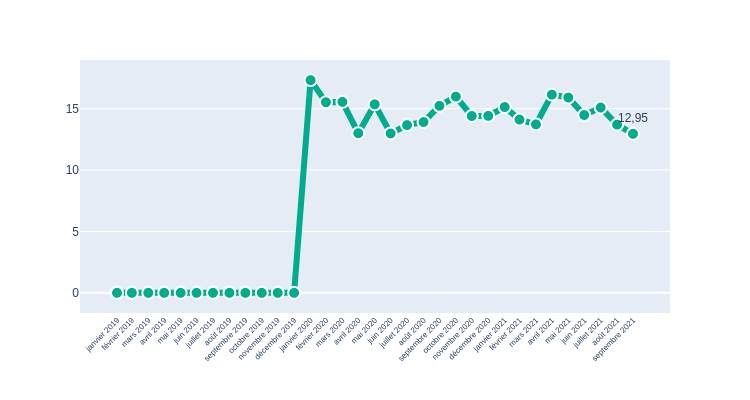 15
10
5
0
12,95
janvier 2019
février 2019
mars 2019
avril 2019
mai 2019
juin 2019
juillet 2019
août 2019
septembre 2019
octobre 2019
novembre 2019
décembre 2019
janvier 2020
février 2020
mars 2020
avril 2020
mai 2020
juin 2020
juillet 2020
août 2020
septembre 2020
octobre 2020
novembre 2020
décembre 2020
janvier 2021
février 2021
mars 2021
avril 2021
mai 2021
juin 2021
juillet 2021
août 2021
septembre 2021